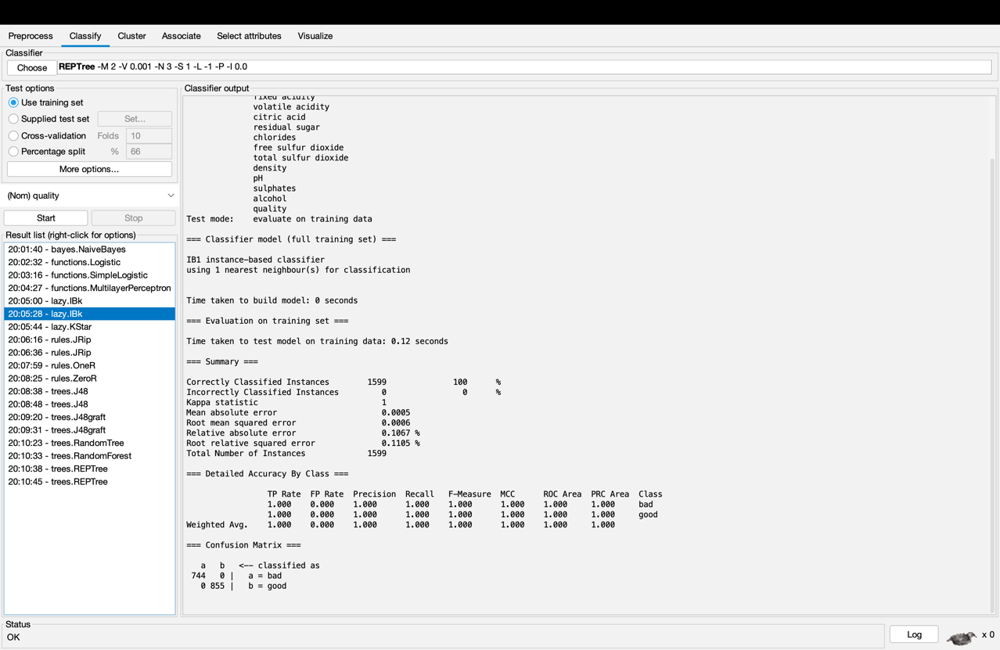 Preprocess Classify Cluster Associate Select attributes Visualize
Classifier
Choose REPTree -M 2 -V 0.001 -N 3 -S 1 -L -1 -P -I 0.0
Test options
Use training set
Supplied test set Set...
Cross-validation Folds 10
Percentage split % 66
More options...
(Nom) quality
Start Stop
Result list (right-click for options)
20:01:40 - bayes.NaiveBayes
20:02:32 - functions.Logistic
20:03:16 - functions.SimpleLogistic
20:04:27 - functions.MultilayerPerceptron
20:05:00 - lazy.IBk
20:05:28 - lazy.IBk
20:05:44 - lazy.KStar
20:06:16 - rules.JRip
20:06:36 - rules.JRip
20:07:59 - rules.OneR
20:08:25 - rules.ZeroR
20:08:38 - trees.J48
20:08:48 - trees.J48
20:09:20 - trees.J48graft
20:09:31 - trees.J48graft
20:10:23 - trees.RandomTree
20:10:33 - trees.RandomForest
20:10:38 - trees.REPTree
20:10:45 - trees.REPTree
Classifier output
fixed acidity
volatile acidity
citric acid
residual sugar
chlorides
free sulfur dioxide
total sulfur dioxide
density
pH
sulphates
alcohol
quality
Test mode: evaluate on training data
=== Classifier model (full training set) ===
IB1 instance-based classifier
using 1 nearest neighbour(s) for classification
Time taken to build model: 0 seconds
=== Evaluation on training set ===
Time taken to test model on training data: 0.12 seconds
=== Summary ===
Correctly Classified Instances 1599 100 %
Incorrectly Classified Instances 0 0 %
Kappa statistic 1
Mean absolute error 0.0005
Root mean squared error 0.0006
Relative absolute error 0.1067 %
Root relative squared error 0.1105 %
Total Number of Instances 1599
=== Detailed Accuracy By Class ===
TP Rate FP Rate Precision Recall F-Measure MCC ROC Area PRC Area Class
1.000 0.000 1.000 1.000 1.000 1.000 1.000 1.000 bad
1.000 0.000 1.000 1.000 1.000 1.000 1.000 1.000 good
Weighted Avg. 1.000 0.000 1.000 1.000 1.000 1.000 1.000 1.000
=== Confusion Matrix ===
a b <-- classified as
744 0 | a = bad
0 855 | b = good
Status
OK
Log x 0